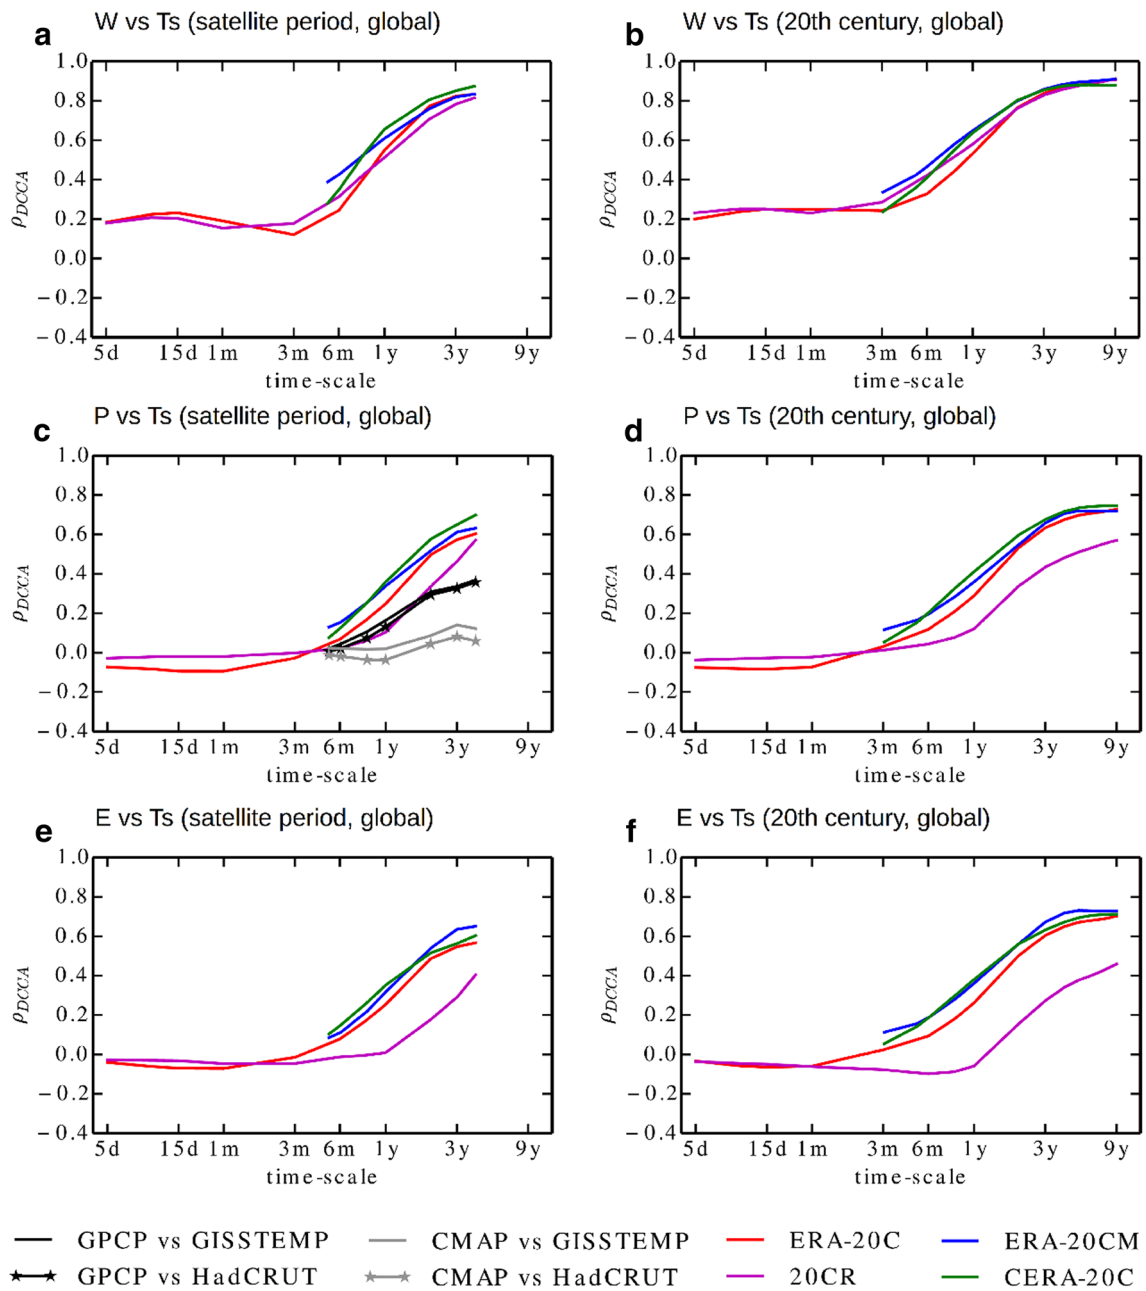 a W vs Ts (satellite period, global)
1.0
0.8
0.6
0.4
0.2
0.0
−0.2
−0.4
ρDCCA
5d 15d 1m 3m 6m 1y 3y 9y
time-scale
b W vs Ts (20th century, global)
1.0
0.8
0.6
0.4
0.2
0.0
−0.2
−0.4
ρDCCA
3m 6m 1y 3y 9y
5d 15d 1m
time-scale
c P vs Ts (satellite period, global)
1.0
0.8
0.6
0.4
0.2
0.0
−0.2
−0.4
ρDCCA
5d 15d 1m 3m 6m 1y 3y 9y
time-scale
d P vs Ts (20th century, global)
1.0
0.8
0.6
0.4
0.2
0.0
−0.2
−0.4
ρDCCA
5d 15d 1m 3m 6m 1y 3y 9y
time-scale
e E vs Ts (satellite period, global)
1.0
0.8
0.6
0.4
0.2
0.0
−0.2
−0.4
ρDCCA
5d 15d 1m 3m 6m 1y 3y 9y
time-scale
f E vs Ts (20th century, global)
1.0
0.8
0.6
0.4
0.2
0.0
−0.2
−0.4
ρDCCA
5d 15d 1m 3m 6m 1y 3y 9y
time-scale
GPCP vs GISSTEMP CMAP vs GISSTEMP ERA-20C ERA-20CM
GPCP vs HadCRUT CMAP vs HadCRUT 20CR CERA-20C